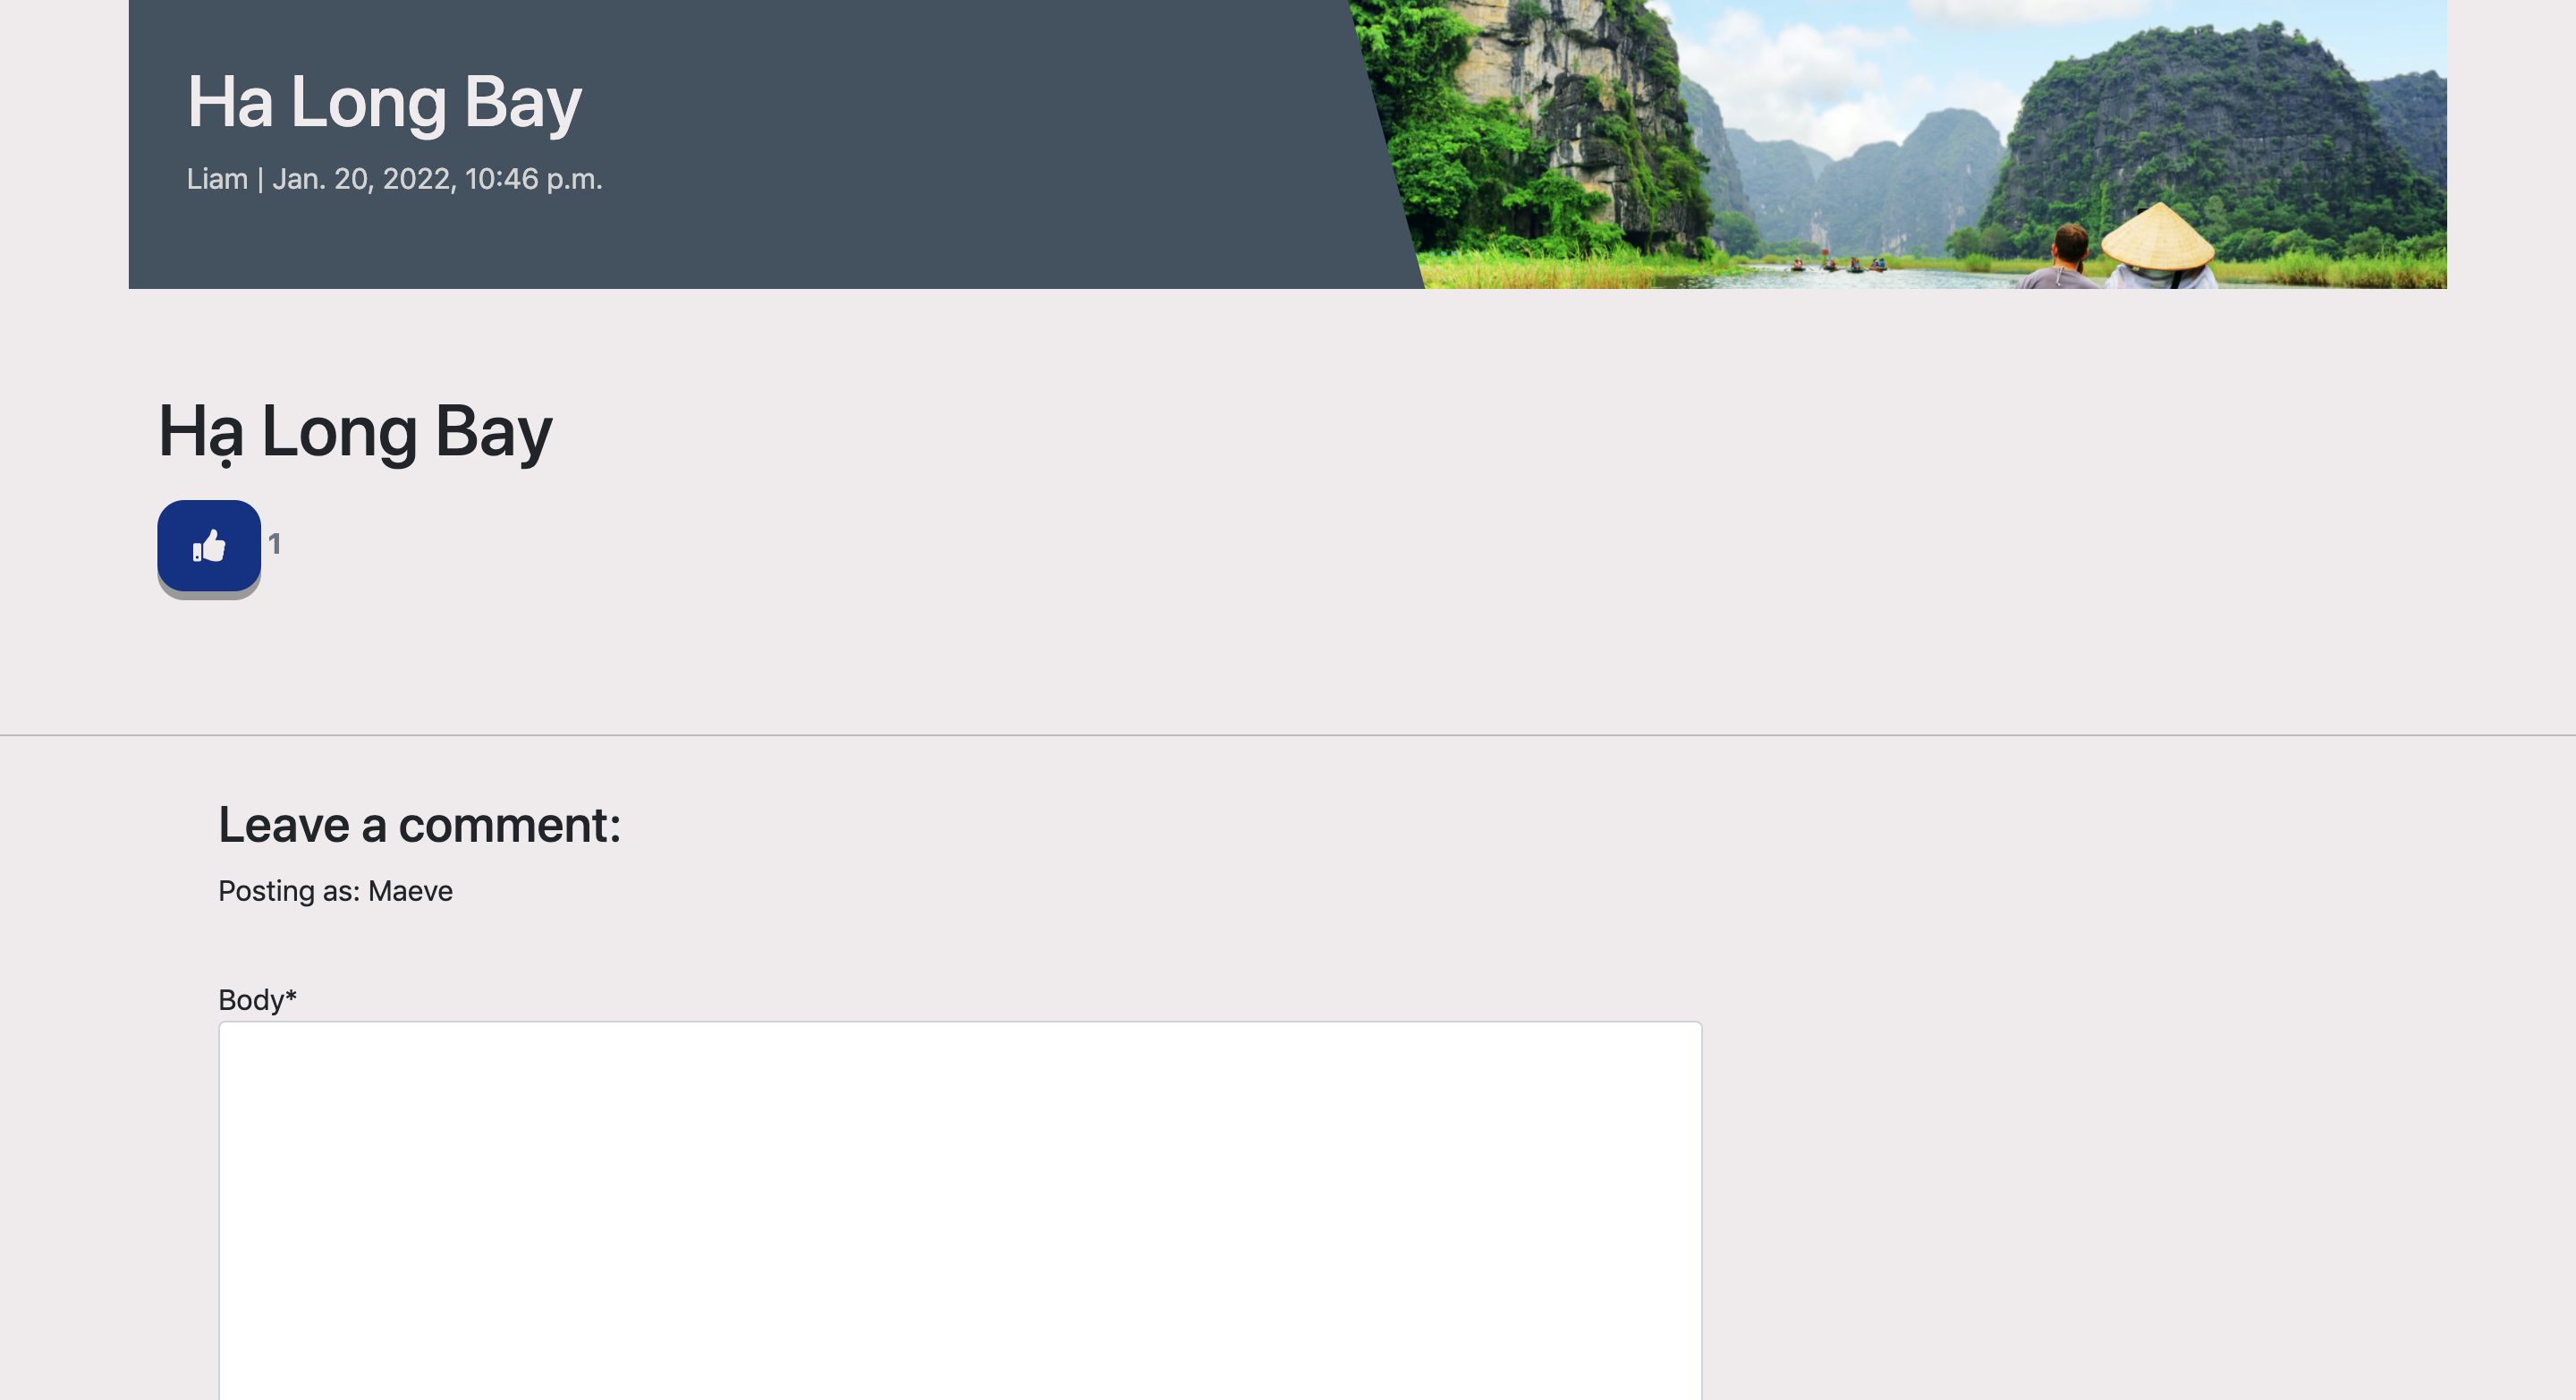 Ha Long Bay
Liam | Jan. 20, 2022, 10:46 p.m.
Hạ Long Bay
1
Leave a comment:
Posting as: Maeve
Body*